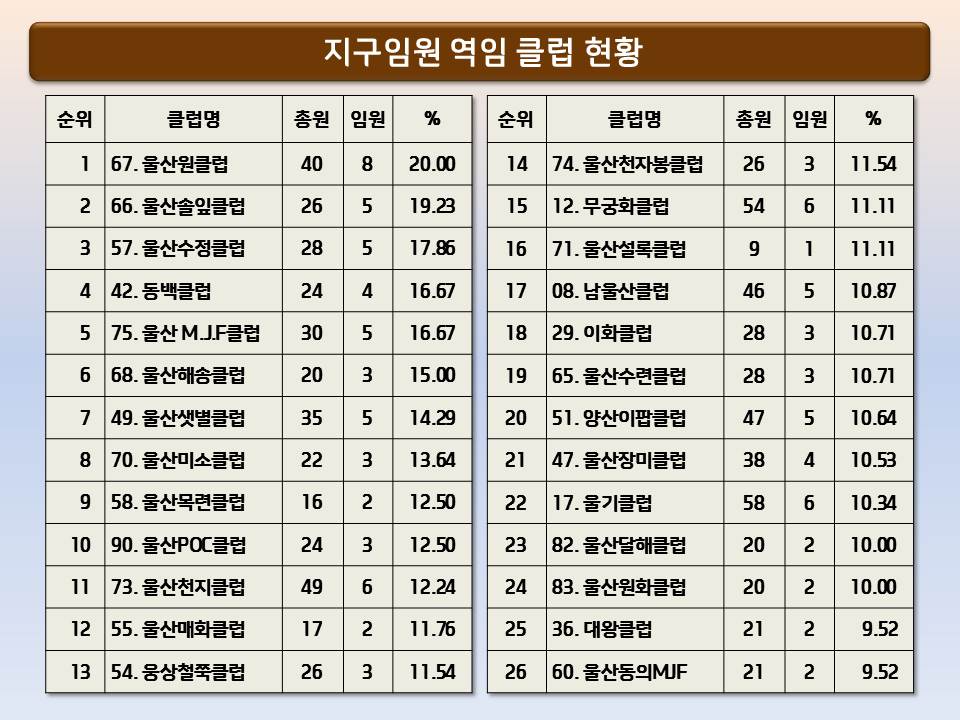 지구임원 역임 클럽 현황
순위 클럽명 총원 임원 %
1 67. 울산원클럽 40 8 20.00
2 66. 울산솔잎클럽 26 5 19.23
3 57. 울산수정클럽 28 5 17.86
4 42. 동백클럽 24 4 16.67
5 75. 울산 M.J.F클럽 30 5 16.67
6 68. 울산해송클럽 20 3 15.00
7 49. 울산샛별클럽 35 5 14.29
8 70. 울산미소클럽 22 3 13.64
9 58. 울산목련클럽 16 2 12.50
10 90. 울산POC클럽 24 3 12.50
11 73. 울산천지클럽 49 6 12.24
12 55. 울산매화클럽 17 2 11.76
13 54. 웅상철쭉클럽 26 3 11.54
순위 클럽명 총원 임원 %
14 74. 울산천자봉클럽 26 3 11.54
15 12. 무궁화클럽 54 6 11.11
16 71. 울산설록클럽 9 1 11.11
17 08. 남울산클럽 46 5 10.87
18 29. 이화클럽 28 3 10.71
19 65. 울산수련클럽 28 3 10.71
20 51. 양산이팝클럽 47 5 10.64
21 47. 울산장미클럽 38 4 10.53
22 17. 울기클럽 58 6 10.34
23 82. 울산달해클럽 20 2 10.00
24 83. 울산원화클럽 20 2 10.00
25 36. 대왕클럽 21 2 9.52
26 60. 울산동의MJF 21 2 9.52